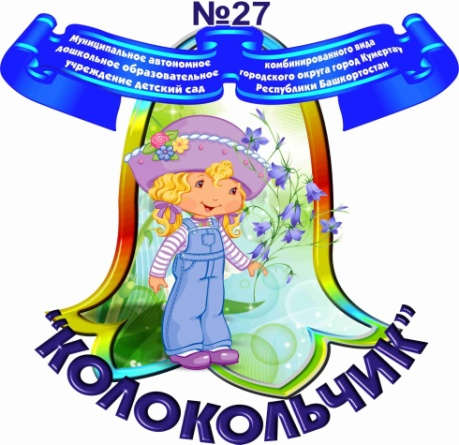 №27
Муниципальное автономное
дошкольное образовательное
учреждение детский сад
комбинированного вида
городского округа город Кумертау
Республики Башкортостан
“КОЛОКОЛЬЧИК”